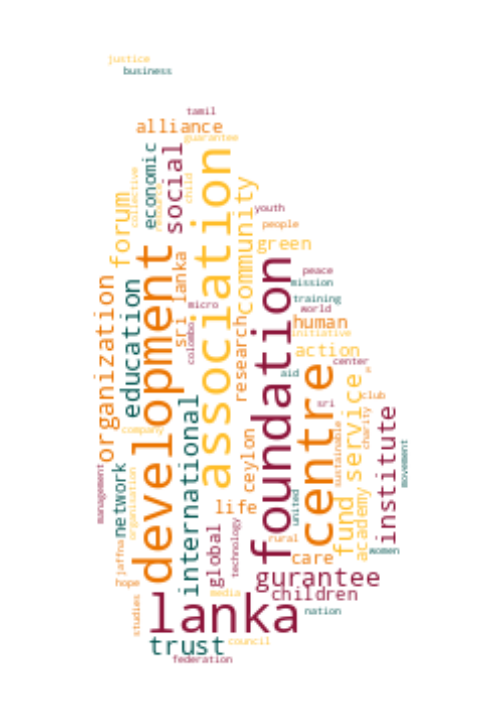 justice
business
tamil
alliance
guarantee
economic
social
collective
resource
child
association
forum
community
youth
people
green
development
sri lanka
foundation
peace
mission
training
world
micro
organization
education
colombo
research
human
initiative
action
center
aid
centre
service
s
club
sri
charity
company
international
ceylon
sustainable
institute
movement
management
network
organisation
life
fund
academy
united
global
technology
jaffna
rural
women
care
hope
gurantee
children
media
studies
lanka
nation
trust
council
federation